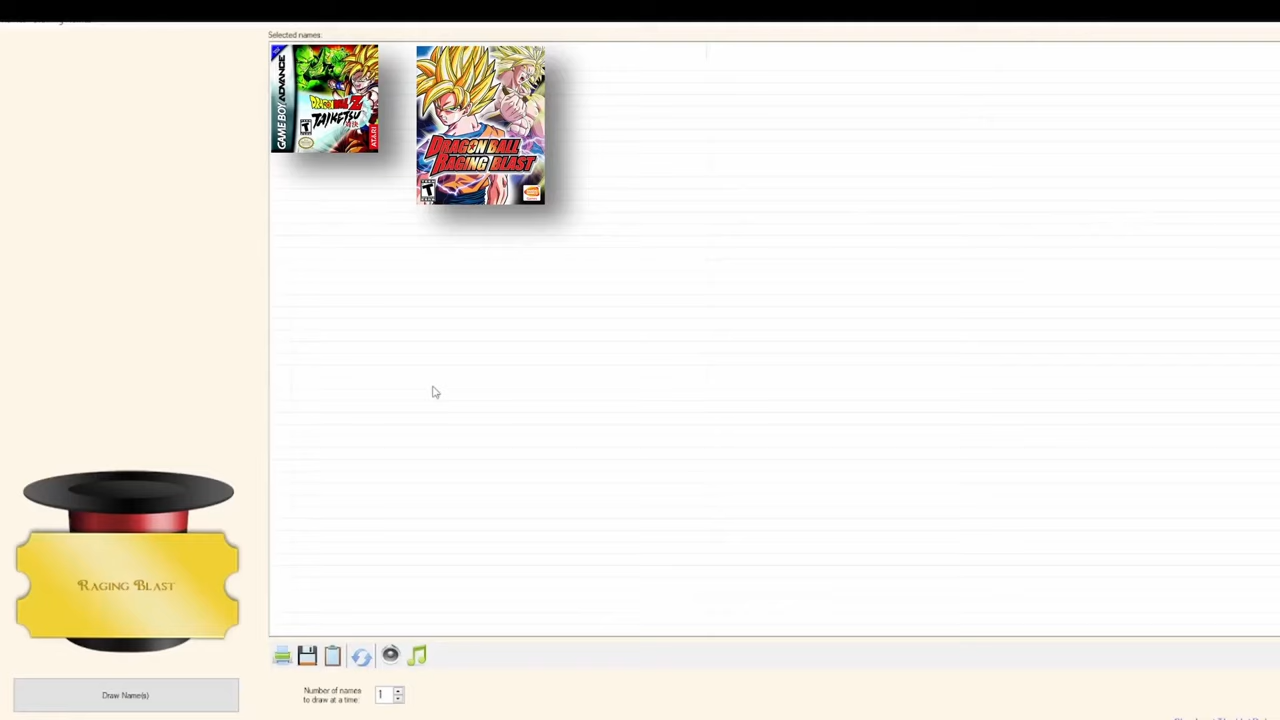 Selected names:
GAME BOY ADVANCE
DRAGON BALL Z
TAIKETSU
T
ATARI
DRAGON BALL
RAGING BLAST
T
RAGING BLAST
Draw Name(s)
Number of names
to draw at a time:
1